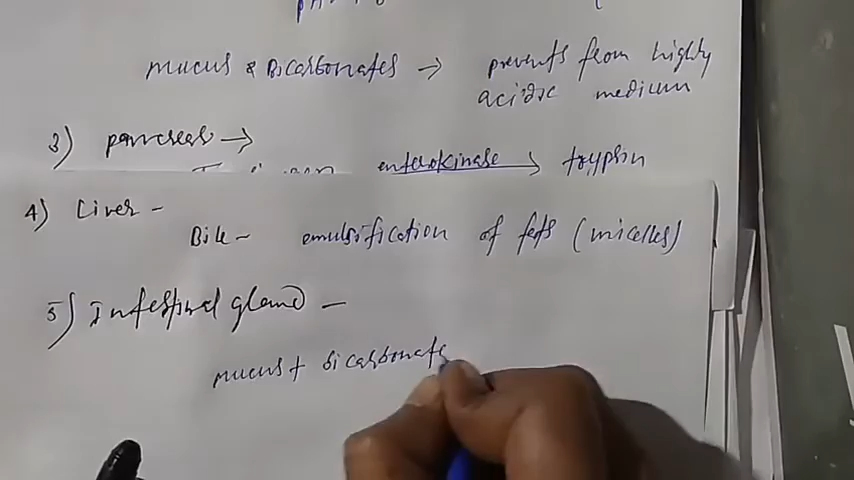 mucus & Bicarbonates → prevents from highly
acidic medium
3) pancreas →
enterokinase → trypsin
4) Liver -
Bile - emulsification of fats (micelles)
5) Intestinal gland -
mucus + bicarbonate